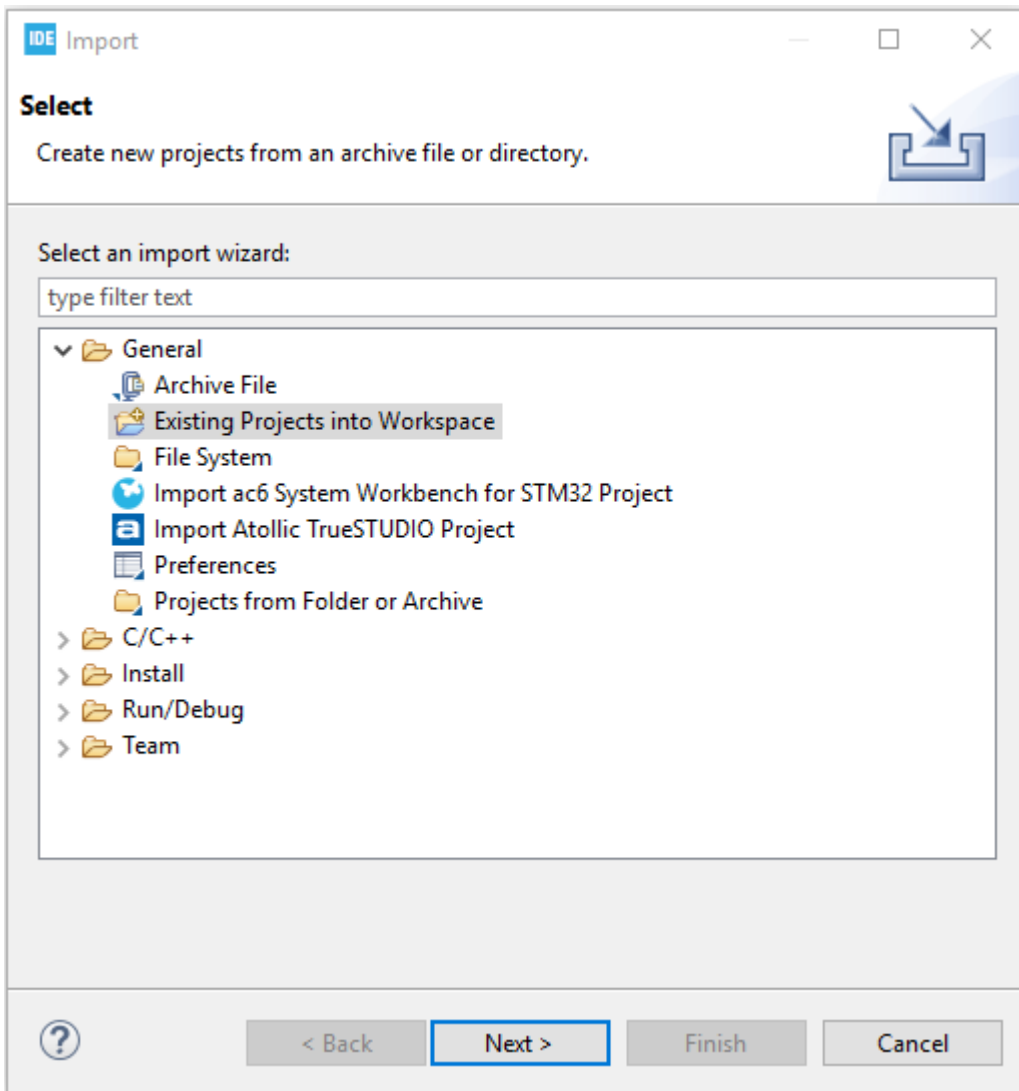 IDE Import
Select
Create new projects from an archive file or directory.
Select an import wizard:
type filter text
General
Archive File
Existing Projects into Workspace
File System
Import ac6 System Workbench for STM32 Project
a Import Atollic TrueSTUDIO Project
Preferences
Projects from Folder or Archive
C/C++
Install
Run/Debug
Team
? < Back Next > Finish Cancel